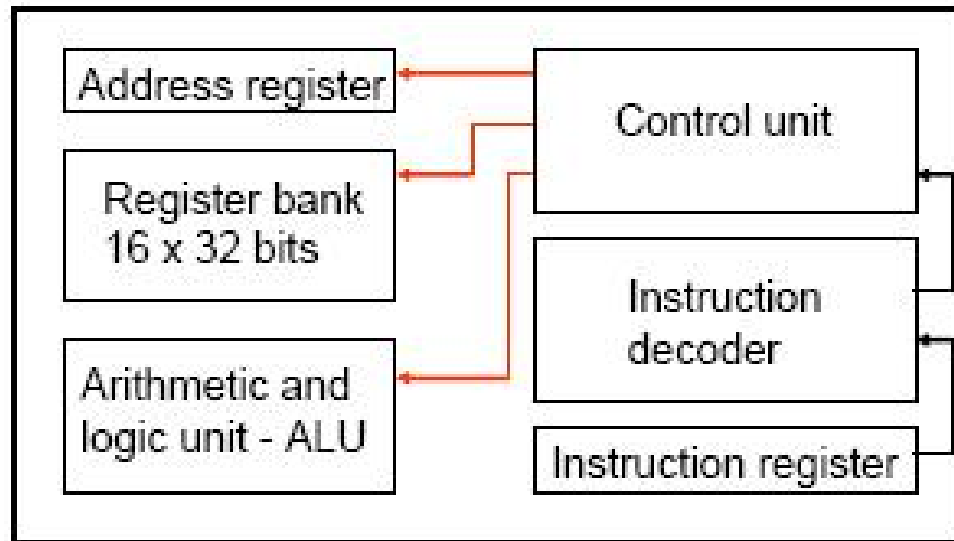 Address register
Control unit
Register bank
16 x 32 bits
Instruction
decoder
Arithmetic and
logic unit - ALU
Instruction register